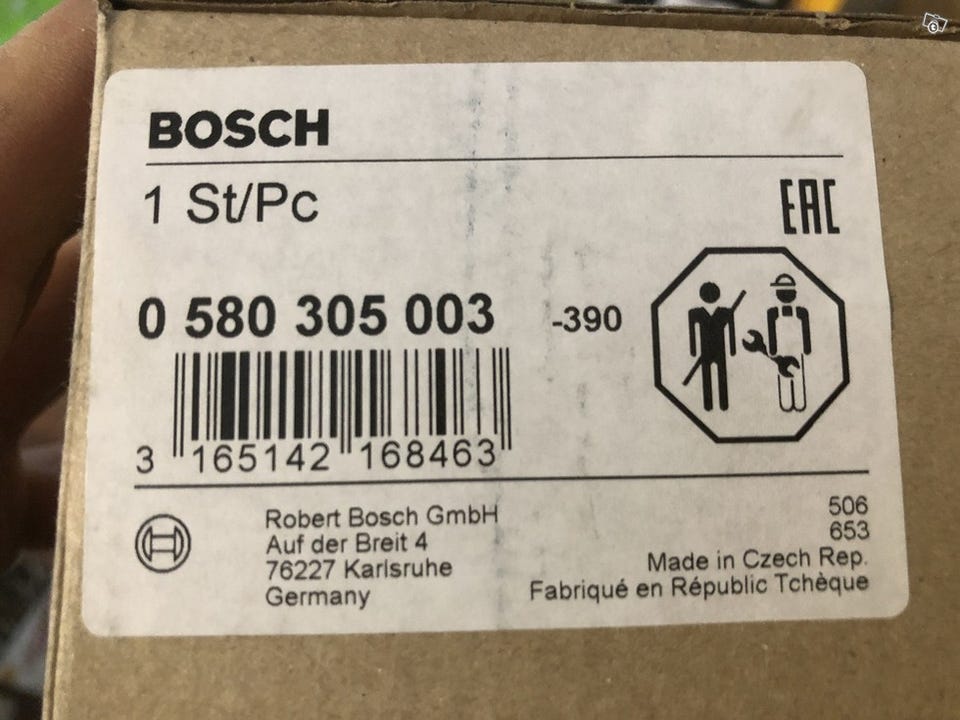 BOSCH
1 St/Pc
EAC
0 580 305 003 -390
3 165142 168463
Robert Bosch GmbH
Auf der Breit 4
76227 Karlsruhe
Germany
506
653
Made in Czech Rep.
Fabriqué en Républic Tchèque